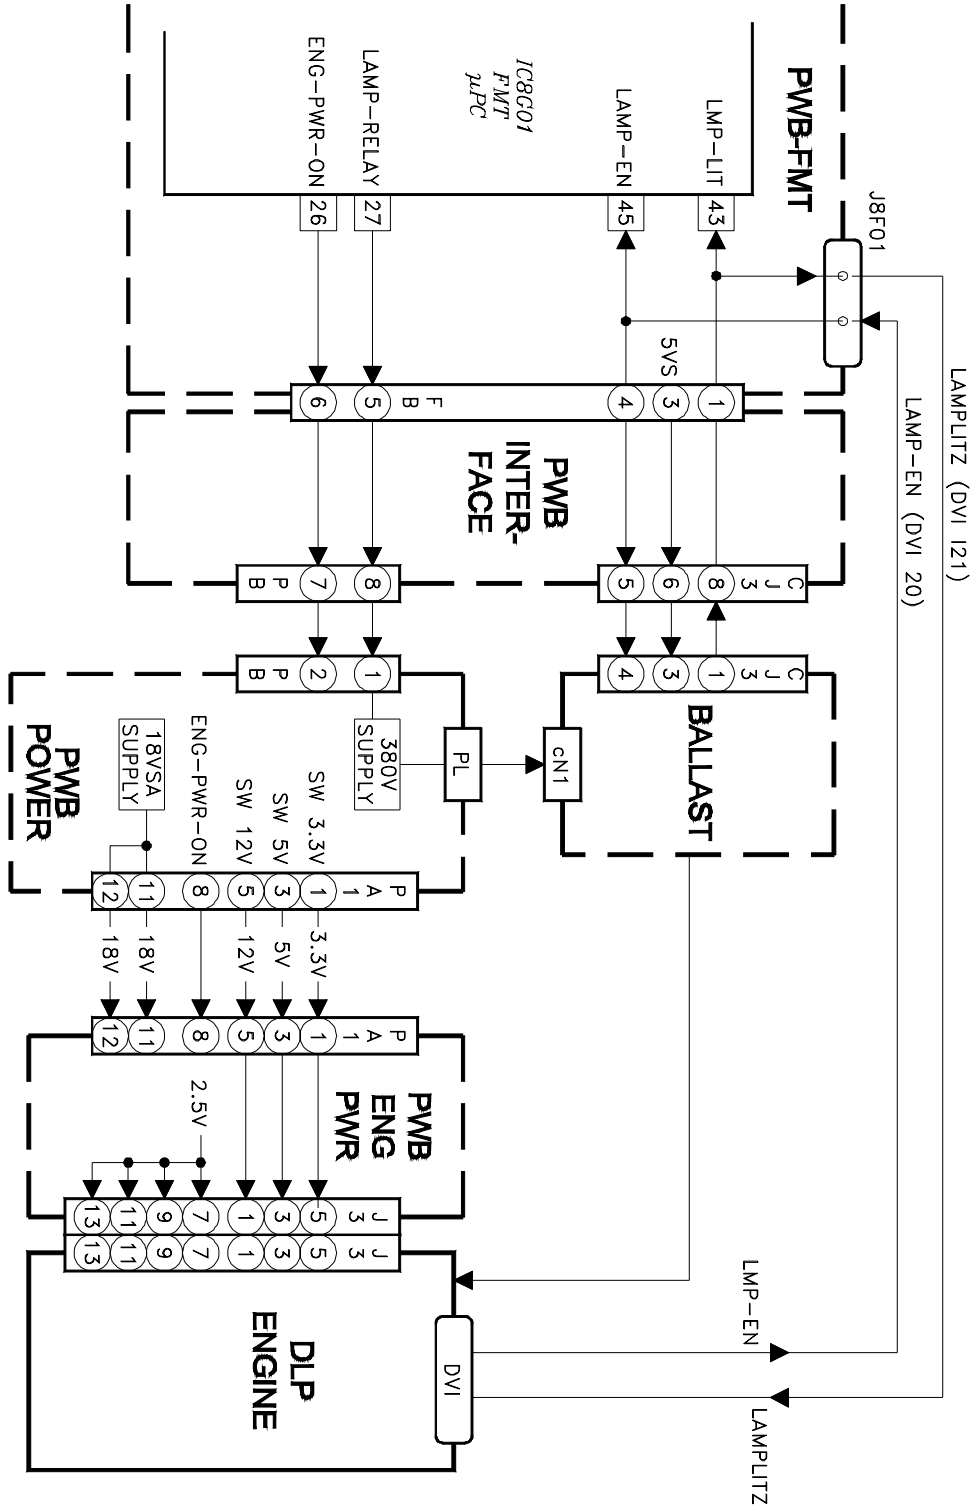 PWB-FMT
J8F01
IC8G01
FMT
µPC
LMP-LIT
43
LAMP-EN
45
LAMP-RELAY
27
ENG-PWR-ON
26
LAMPLITZ (DVI 121)
LAMP-EN (DVI 20)
5VS
1
3
4
F
B
5
6
PWB
INTER-
FACE
C
J
3
8
6
5
8
7
P
B
C
J
3
1
3
4
1
2
P
B
BALLAST
cN1
PL
380V
SUPPLY
18VSA
SUPPLY
PWB
POWER
SW 3.3V
SW 5V
SW 12V
ENG-PWR-ON
P
A
1
1
3
5
8
11
12
3.3V
5V
12V
18V
18V
P
A
1
1
3
5
8
11
12
PWB
ENG
PWR
2.5V
J
3
5
3
1
7
9
11
13
J
3
5
3
1
7
9
11
13
DLP
ENGINE
DVI
LMP-EN
LAMPLITZ